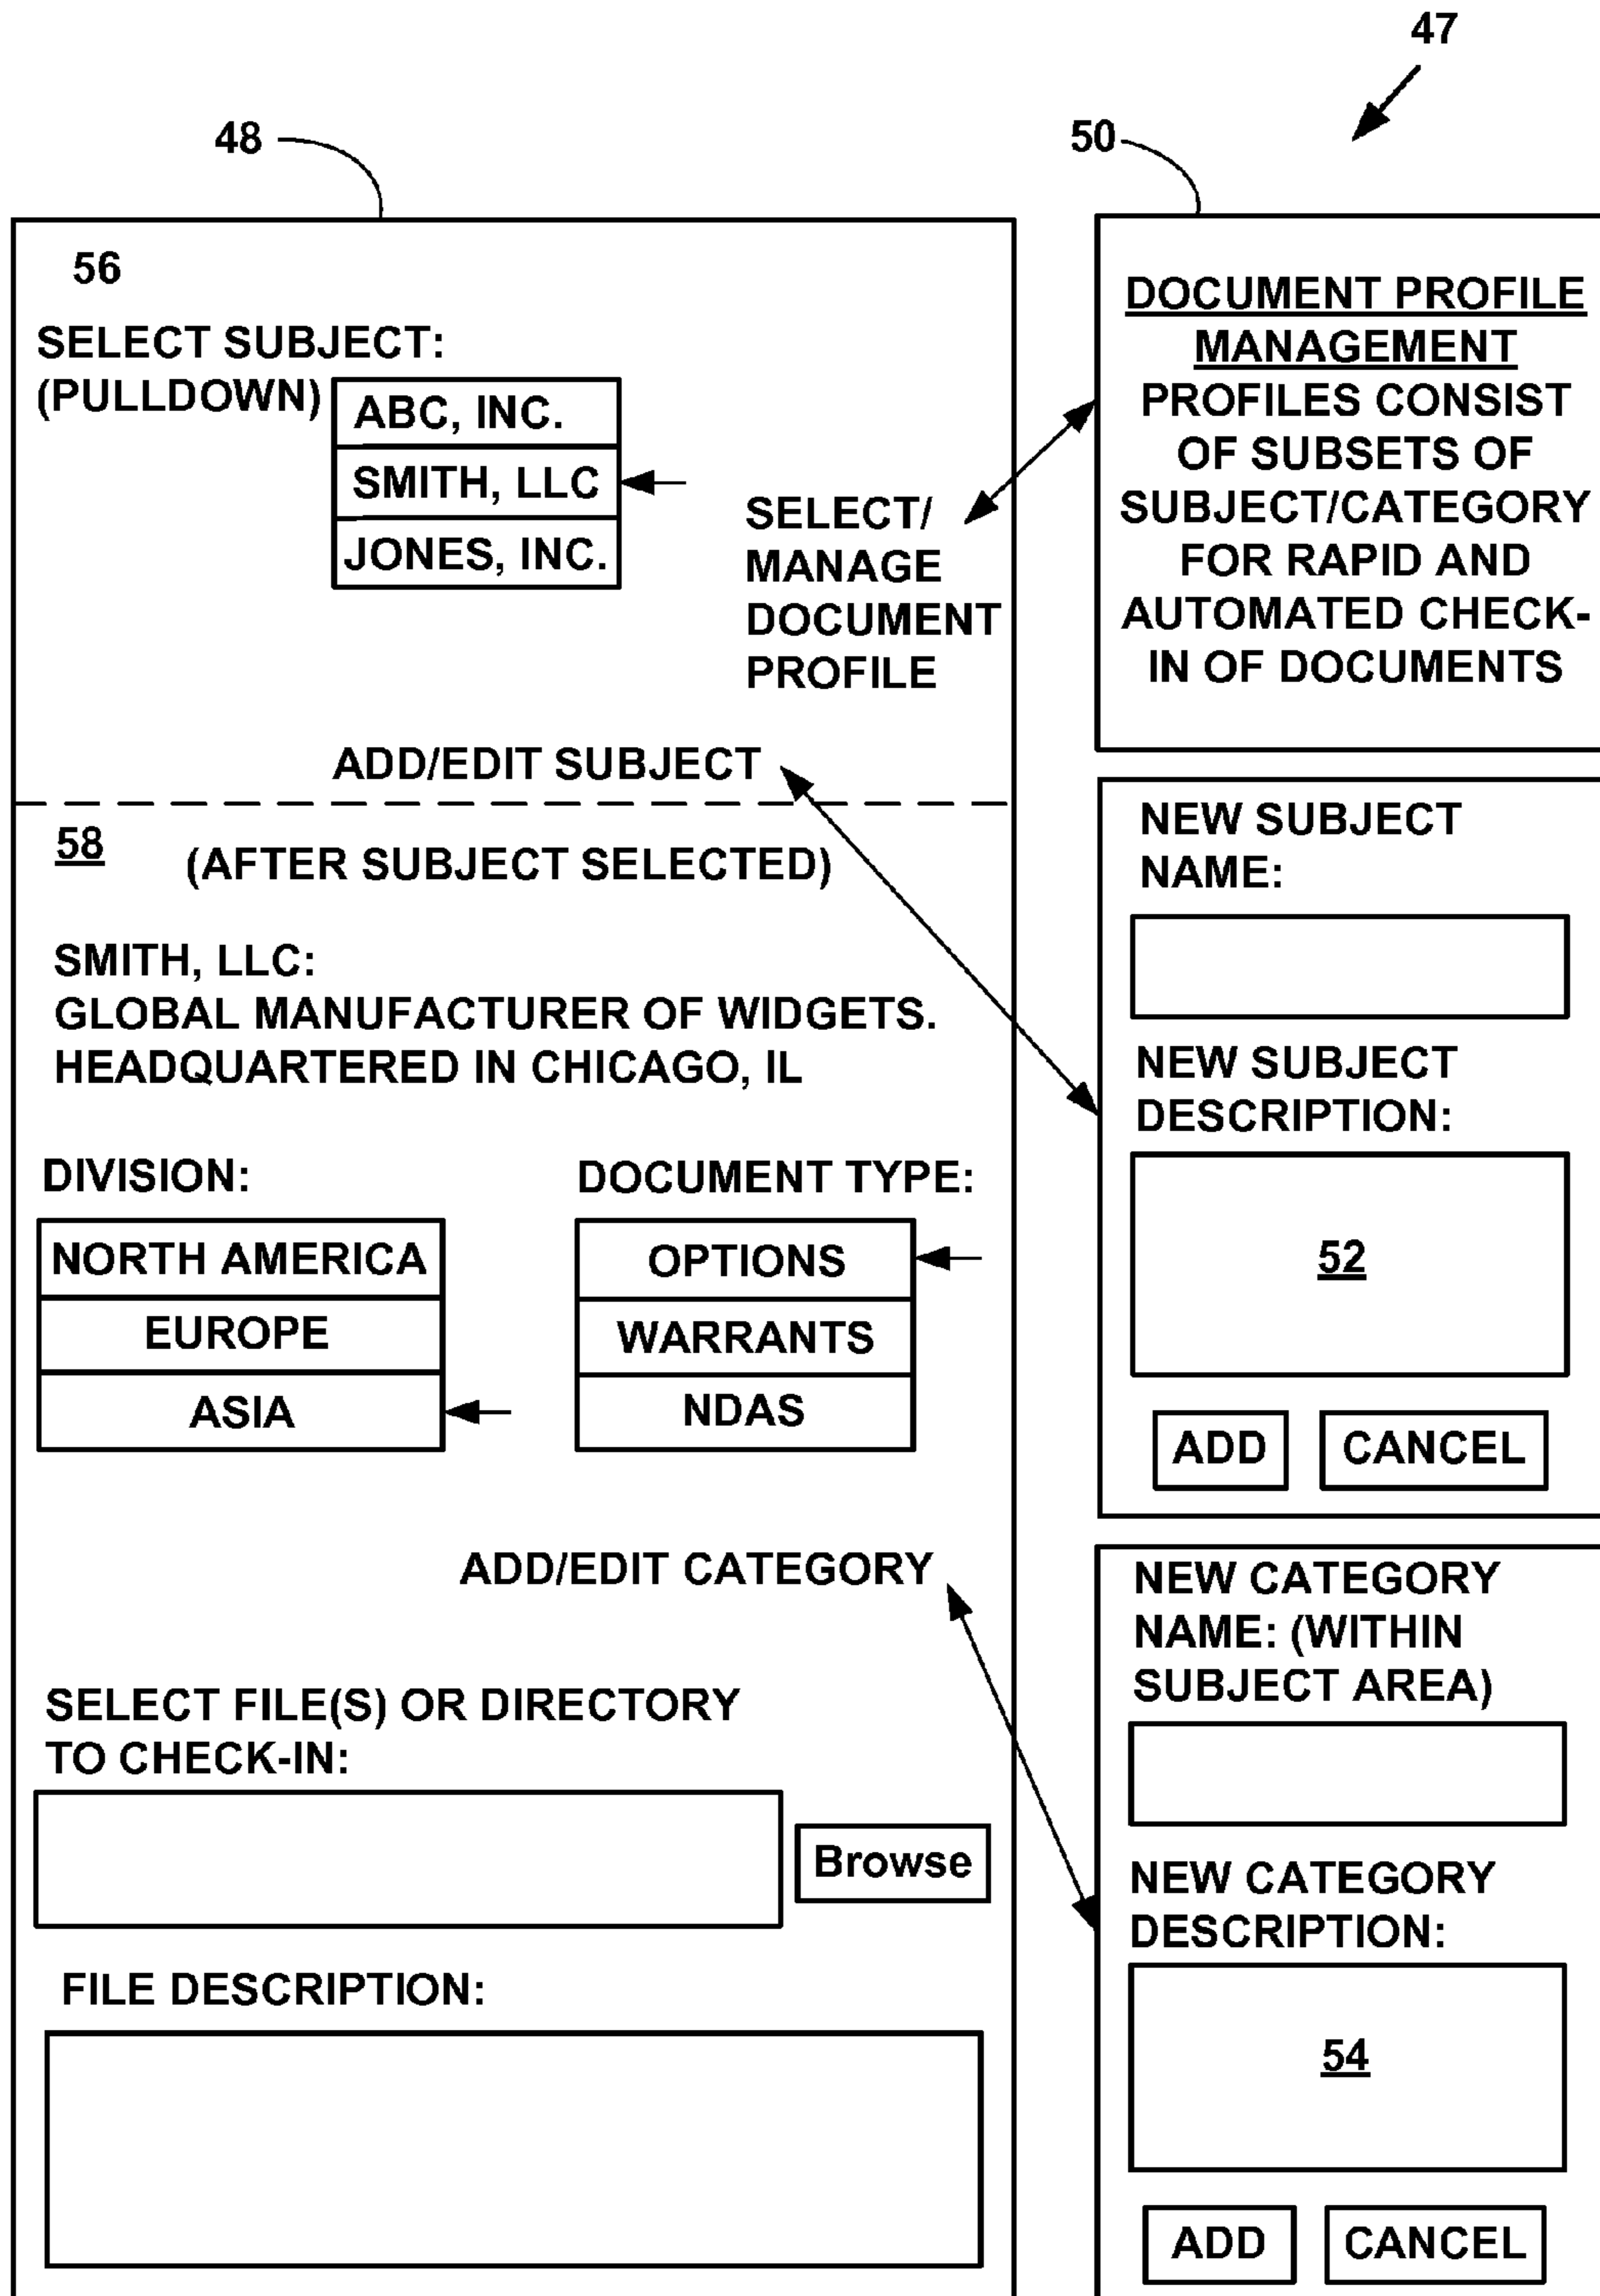 47
48
50
56
SELECT SUBJECT:
(PULLDOWN)
ABC, INC.
SMITH, LLC
JONES, INC.
SELECT/
MANAGE
DOCUMENT
PROFILE
ADD/EDIT SUBJECT
58
(AFTER SUBJECT SELECTED)
SMITH, LLC:
GLOBAL MANUFACTURER OF WIDGETS.
HEADQUARTERED IN CHICAGO, IL
DIVISION:
NORTH AMERICA
EUROPE
ASIA
DOCUMENT TYPE:
OPTIONS
WARRANTS
NDAS
ADD/EDIT CATEGORY
SELECT FILE(S) OR DIRECTORY
TO CHECK-IN:
Browse
FILE DESCRIPTION:
DOCUMENT PROFILE
MANAGEMENT
PROFILES CONSIST
OF SUBSETS OF
SUBJECT/CATEGORY
FOR RAPID AND
AUTOMATED CHECK-
IN OF DOCUMENTS
NEW SUBJECT
NAME:
NEW SUBJECT
DESCRIPTION:
52
ADD
CANCEL
NEW CATEGORY
NAME: (WITHIN
SUBJECT AREA)
NEW CATEGORY
DESCRIPTION:
54
ADD
CANCEL